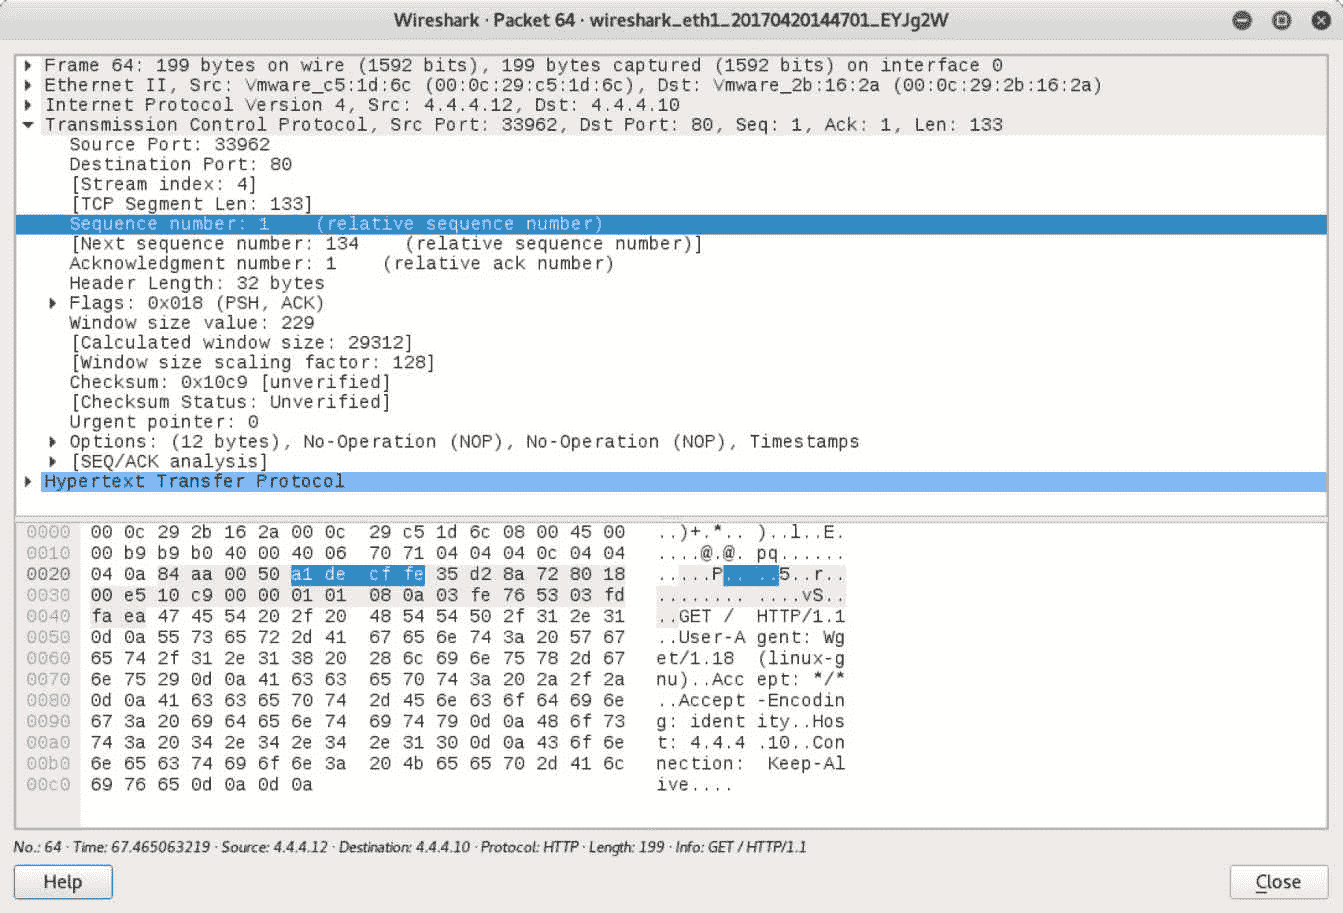 Wireshark · Packet 64 · wireshark_eth1_20170420144701_EYJg2W
Frame 64: 199 bytes on wire (1592 bits), 199 bytes captured (1592 bits) on interface 0
Ethernet II, Src: Vmware_c5:1d:6c (00:0c:29:c5:1d:6c), Dst: Vmware_2b:16:2a (00:0c:29:2b:16:2a)
Internet Protocol Version 4, Src: 4.4.4.12, Dst: 4.4.4.10
Transmission Control Protocol, Src Port: 33962, Dst Port: 80, Seq: 1, Ack: 1, Len: 133
Source Port: 33962
Destination Port: 80
[Stream index: 4]
[TCP Segment Len: 133]
Sequence number: 1    (relative sequence number)
[Next sequence number: 134    (relative sequence number)]
Acknowledgment number: 1    (relative ack number)
Header Length: 32 bytes
Flags: 0x018 (PSH, ACK)
Window size value: 229
[Calculated window size: 29312]
[Window size scaling factor: 128]
Checksum: 0x10c9 [unverified]
[Checksum Status: Unverified]
Urgent pointer: 0
Options: (12 bytes), No-Operation (NOP), No-Operation (NOP), Timestamps
[SEQ/ACK analysis]
Hypertext Transfer Protocol
0000 00 0c 29 2b 16 2a 00 0c 29 c5 1d 6c 08 00 45 00 ..)+.*.. )..l..E.
0010 00 b9 b9 b0 40 00 40 06 70 71 04 04 04 0c 04 04 ....@.@. pq......
0020 04 0a 84 aa 00 50 a1 de cf fe 35 d2 8a 72 80 18 .....P.. ..5..r..
0030 00 e5 10 c9 00 00 01 01 08 0a 03 fe 76 53 03 fd ........ ....vS..
0040 fa ea 47 45 54 20 2f 20 48 54 54 50 2f 31 2e 31 ..GET / HTTP/1.1
0050 0d 0a 55 73 65 72 2d 41 67 65 6e 74 3a 20 57 67 ..User-A gent: Wg
0060 65 74 2f 31 2e 31 38 20 28 6c 69 6e 75 78 2d 67 et/1.18 (linux-g
0070 6e 75 29 0d 0a 41 63 63 65 70 74 3a 20 2a 2f 2a nu)..Acc ept: */*
0080 0d 0a 41 63 63 65 70 74 2d 45 6e 63 6f 64 69 6e ..Accept -Encodin
0090 67 3a 20 69 64 65 6e 74 69 74 79 0d 0a 48 6f 73 g: ident ity..Hos
00a0 74 3a 20 34 2e 34 2e 34 2e 31 30 0d 0a 43 6f 6e t: 4.4.4 .10..Con
00b0 6e 65 63 74 69 6f 6e 3a 20 4b 65 65 70 2d 41 6c nection: Keep-Al
00c0 69 76 65 0d 0a 0d 0a ive....
No.: 64 · Time: 67.465063219 · Source: 4.4.4.12 · Destination: 4.4.4.10 · Protocol: HTTP · Length: 199 · Info: GET / HTTP/1.1
Help
Close